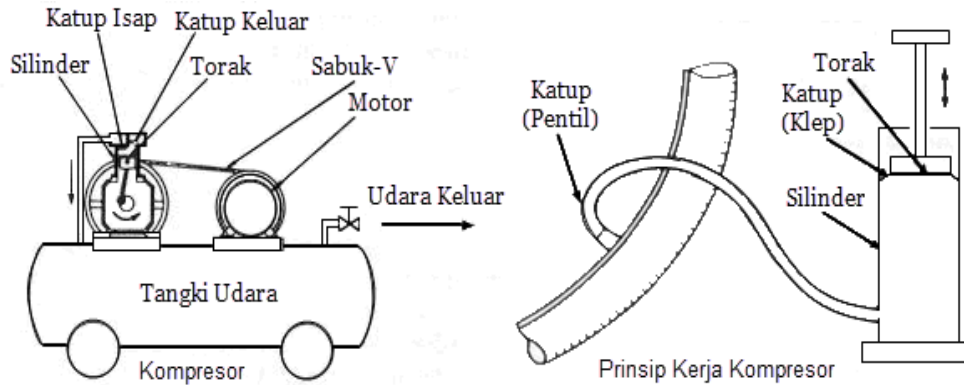 Katup Isap
Katup Keluar
Silinder
Torak
Sabuk-V
Motor
Udara Keluar
Tangki Udara
Kompresor
Katup
(Pentil)
Torak
Katup
(Klep)
Silinder
Prinsip Kerja Kompresor